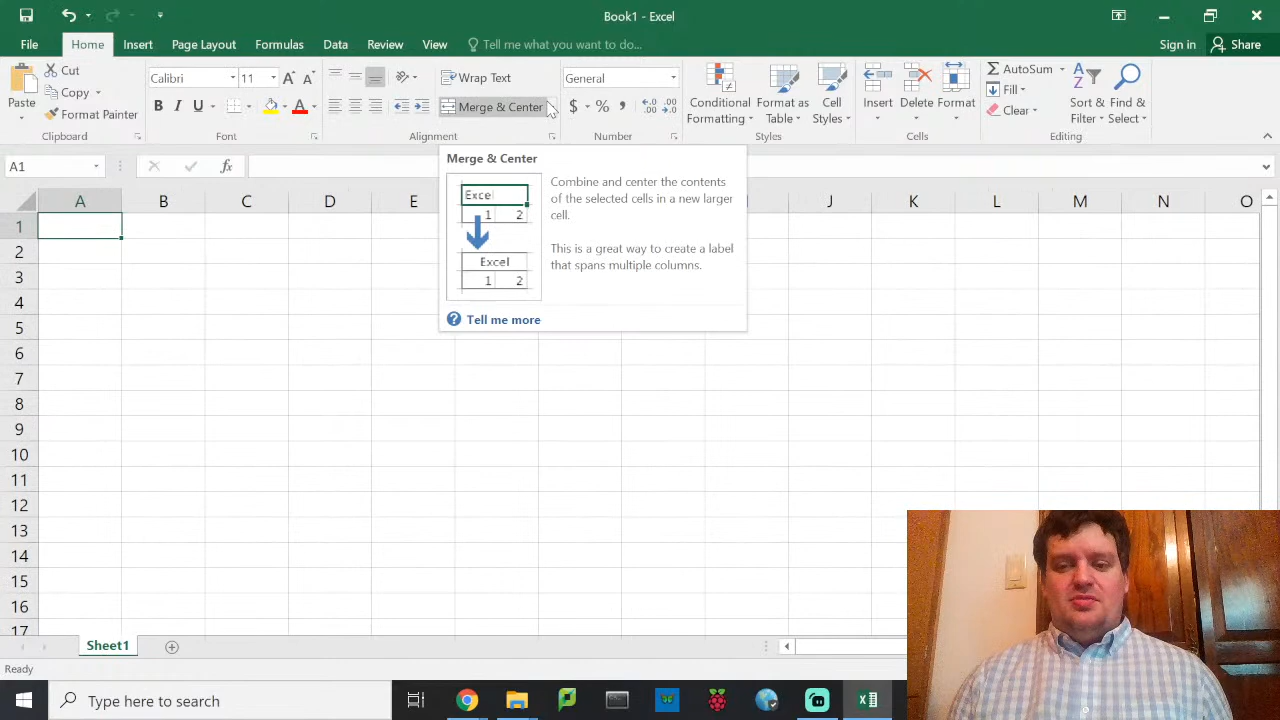 Book1 - Excel
File Home Insert Page Layout Formulas Data Review View Tell me what you want to do... Sign in Share
Paste Cut Copy Format Painter
Clipboard
Calibri 11
B I U A
Font
Wrap Text
Merge & Center
Alignment
General
$ % ,
Number
Conditional Formatting
Format as Table
Cell Styles
Styles
Insert Delete Format
Cells
AutoSum
Fill
Clear
Sort & Filter
Find & Select
Editing
A1 fx
A B C D E J K L M N O
1
2
3
4
5
6
7
8
9
10
11
12
13
14
15
16
17
Merge & Center
Excel
1 2
Excel
1 2
Combine and center the contents
of the selected cells in a new larger
cell.
This is a great way to create a label
that spans multiple columns.
Tell me more
Sheet1
Ready
Type here to search